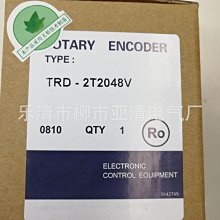 ROTARY ENCODER
TYPE :
TRD - 2T2048V
乐清市柳市亚清电气厂
0810 QTY 1
Ro
ELECTRONIC
CONTROL EQUIPMENT